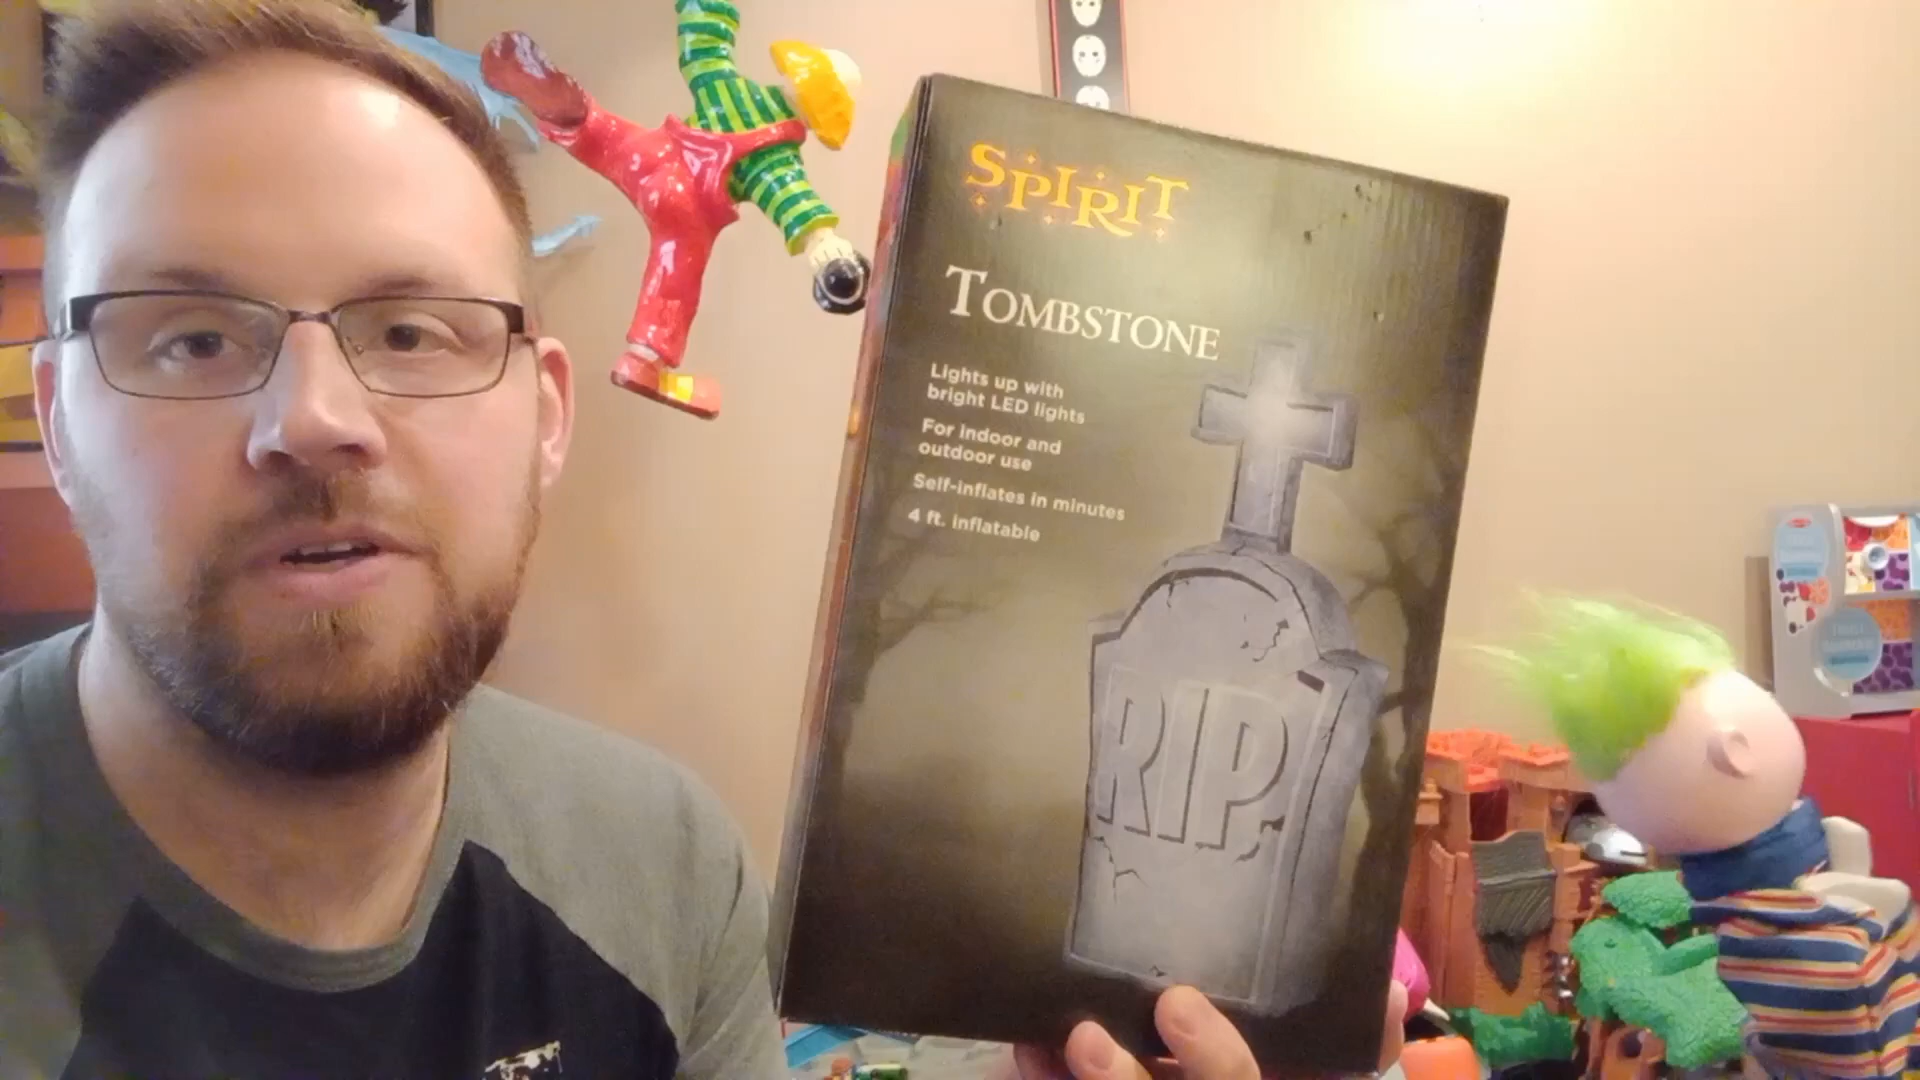 SPIRIT
TOMBSTONE
Lights up with
bright LED lights
For indoor and
outdoor use
Self-inflates in minutes
4 ft. inflatable
RIP